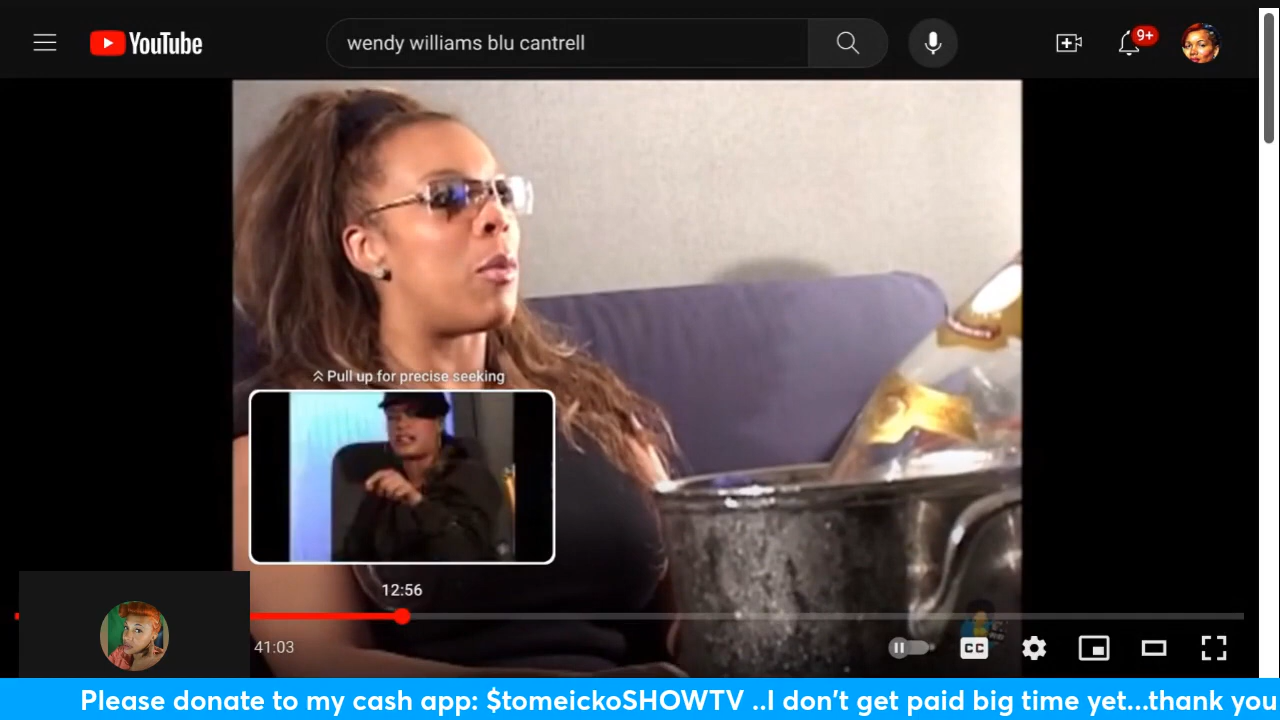 YouTube
wendy williams blu cantrell
9+
Pull up for precise seeking
12:56
41:03
CC
Please donate to my cash app: $tomeickoSHOWTV ..I don't get paid big time yet...thank you